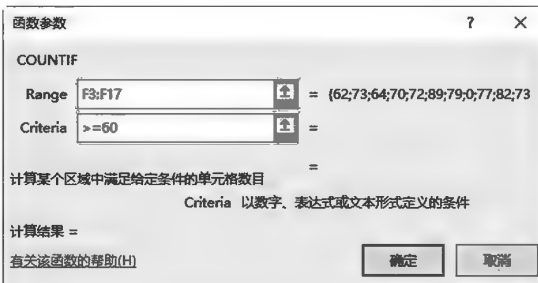 函数参数 ? ×
COUNTIF
Range F3:F17 = {62;73;64;70;72;89;79;0;77;82;73
Criteria >=60 =
=
计算某个区域中满足给定条件的单元格数目
Criteria 以数字、表达式或文本形式定义的条件
计算结果 =
有关该函数的帮助(H) 确定 取消